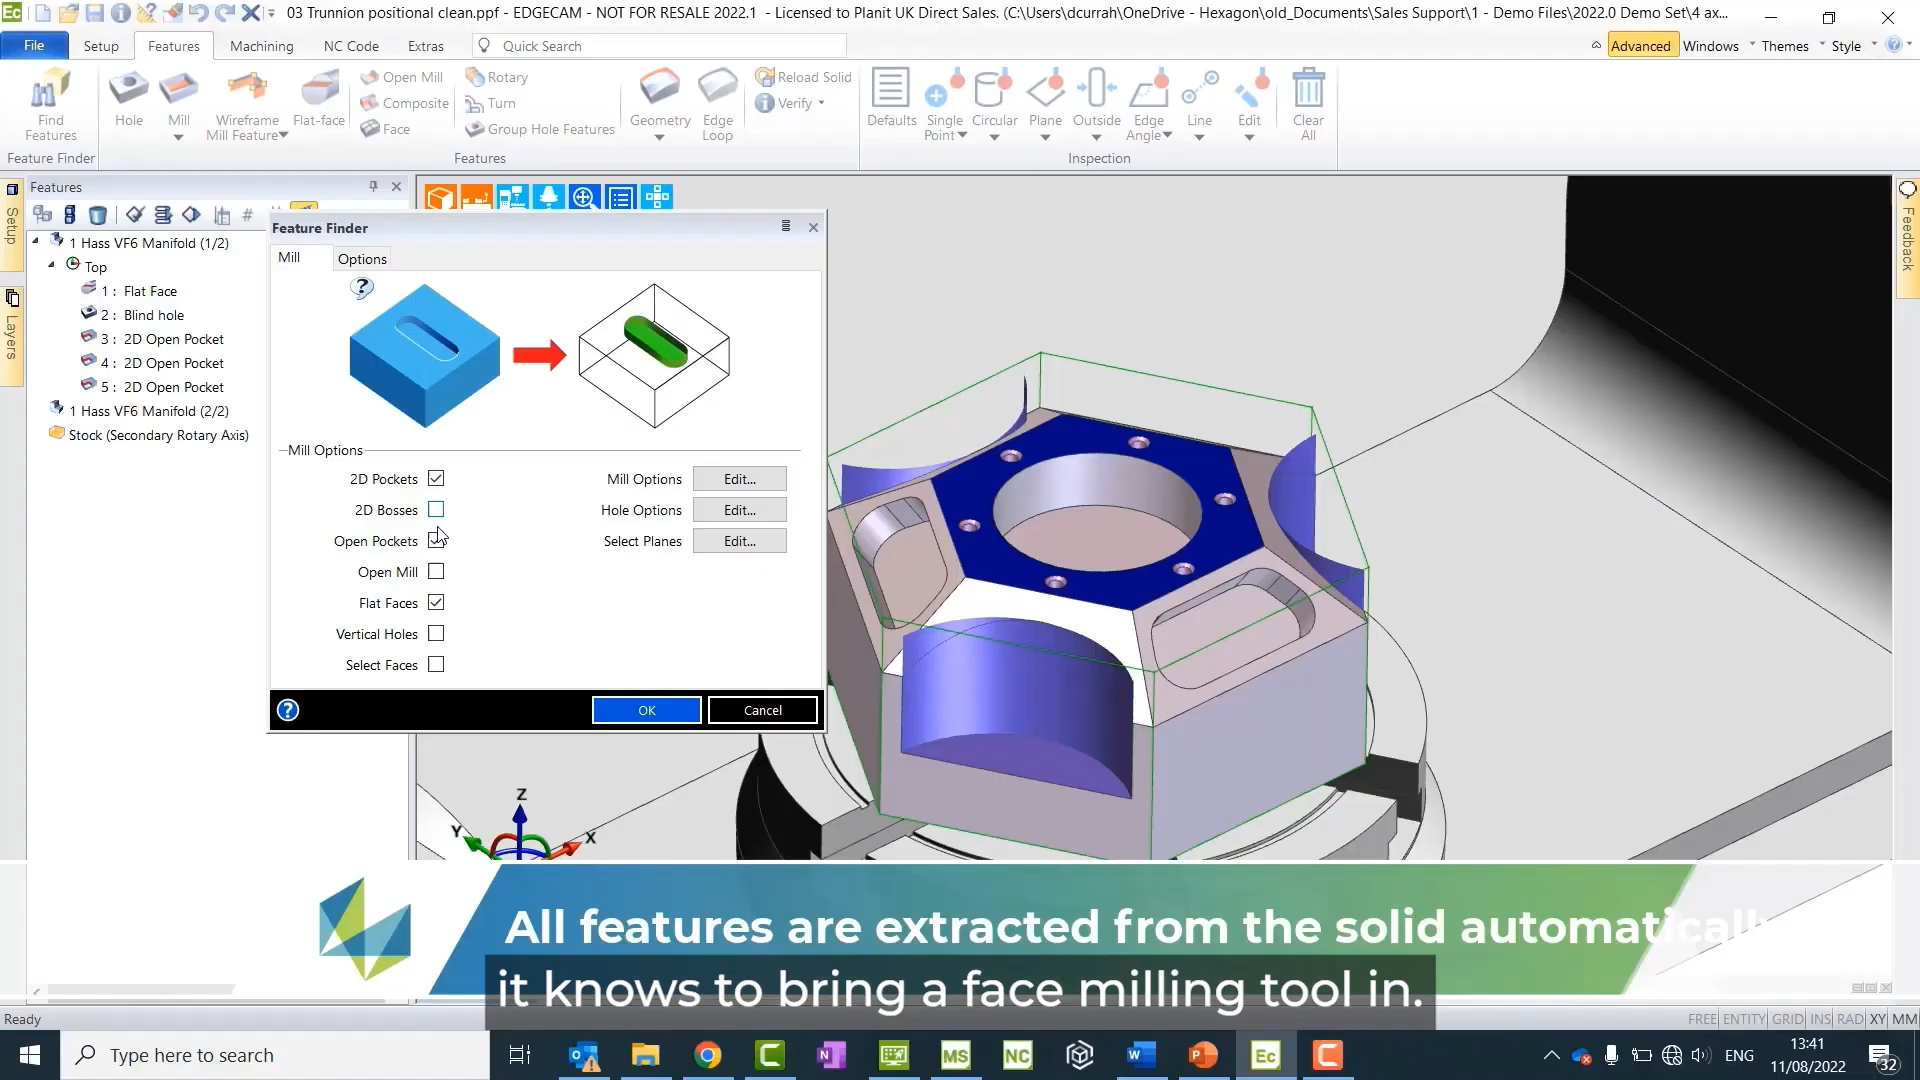 Ec 03 Trunnion positional clean.ppf - EDGECAM - NOT FOR RESALE 2022.1 - Licensed to Planit UK Direct Sales. (C:\Users\dcurrah\OneDrive - Hexagon\old_Documents\Sales Support\1 - Demo Files\2022.0 Demo Set\4 ax...
File Setup Features Machining NC Code Extras Quick Search Advanced Windows Themes Style
Find Features
Hole
Mill
Wireframe Mill Feature
Flat-face
Open Mill
Composite
Face
Rotary
Turn
Group Hole Features
Geometry
Edge Loop
Reload Solid
Verify
Defaults
Single Point
Circular
Plane
Outside
Edge Angle
Line
Edit
Clear All
Feature Finder Features Inspection
Setup
Layers
Feedback
Features
1 Hass VF6 Manifold (1/2)
Top
1 : Flat Face
2 : Blind hole
3 : 2D Open Pocket
4 : 2D Open Pocket
5 : 2D Open Pocket
1 Hass VF6 Manifold (2/2)
Stock (Secondary Rotary Axis)
Feature Finder
Mill Options
Mill Options
2D Pockets Mill Options Edit...
2D Bosses Hole Options Edit...
Open Pockets Select Planes Edit...
Open Mill
Flat Faces
Vertical Holes
Select Faces
OK Cancel
Z
Y X
All features are extracted from the solid automatically
it knows to bring a face milling tool in.
Ready FREE ENTITY GRID INS RAD XY MM
Type here to search
N MS NC W P Ec C
ENG
13:41
11/08/2022
32